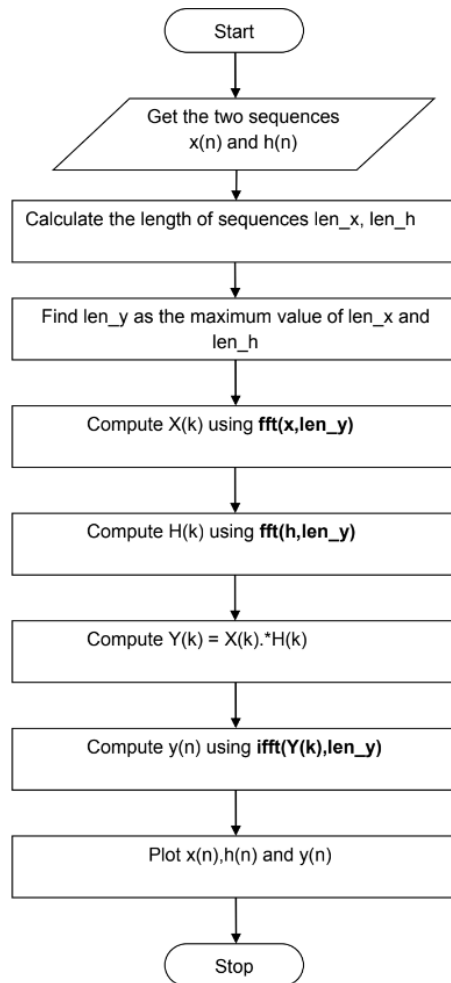 Start
Get the two sequences
x(n) and h(n)
Calculate the length of sequences len_x, len_h
Find len_y as the maximum value of len_x and
len_h
Compute X(k) using fft(x,len_y)
Compute H(k) using fft(h,len_y)
Compute Y(k) = X(k).*H(k)
Compute y(n) using ifft(Y(k),len_y)
Plot x(n),h(n) and y(n)
Stop